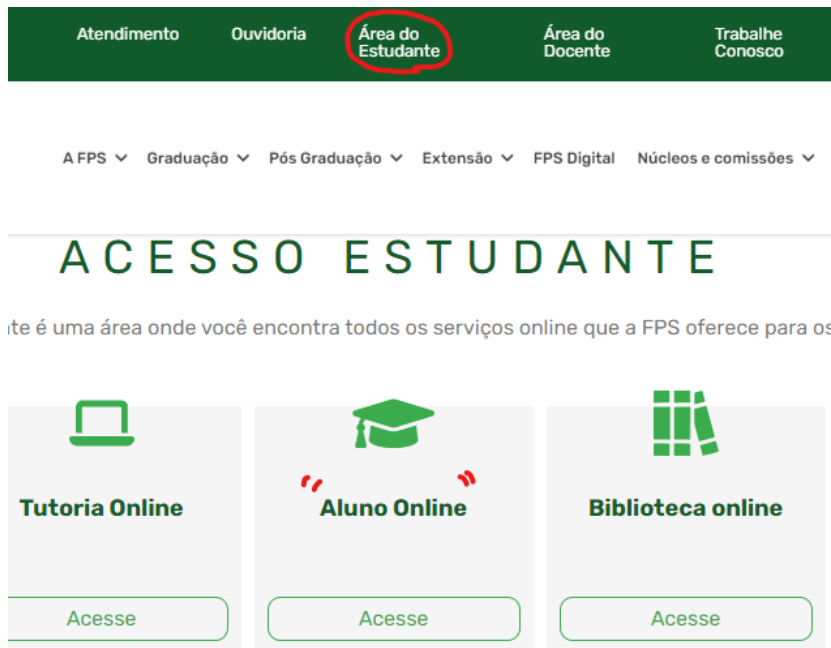 Atendimento Ouvidoria Área do Estudante Área do Docente Trabalhe Conosco
A FPS Graduação Pós Graduação Extensão FPS Digital Núcleos e comissões
ACESSO ESTUDANTE
é uma área onde você encontra todos os serviços online que a FPS oferece para os
Tutoria Online Aluno Online Biblioteca online
Acesse Acesse Acesse